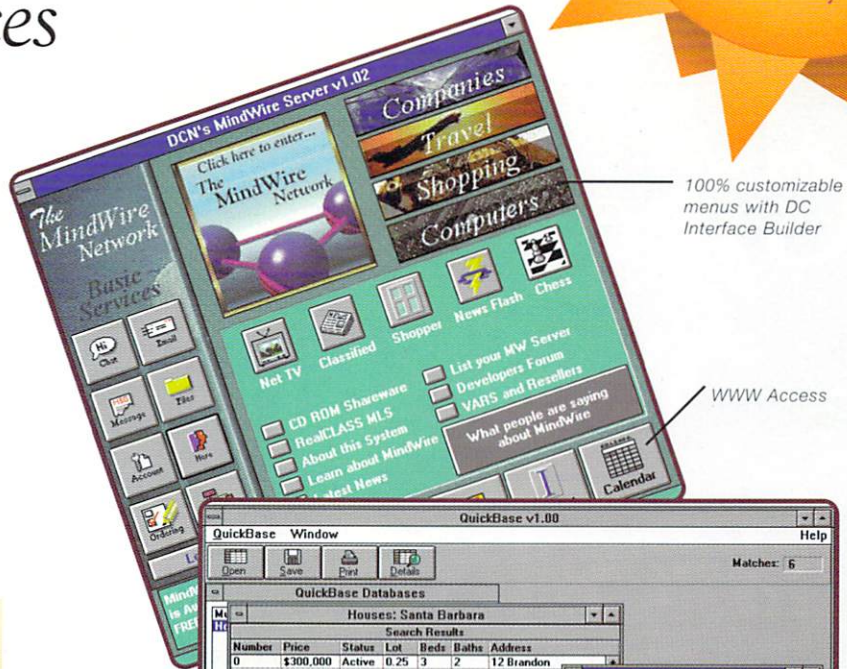 ces
DCN's MindWire Server v1.02
The
MindWire
Network
Basic
Services
Hi
Chat
Email
Message
Files
Account
Here
Ordering
Click here to enter...
The
MindWire
Network
Companies
Travel
Shopping
Computers
Net TV
Classified
Shopper
News Flash
Chess
CD ROM Shareware
RealCLASS MLS
About this System
Learn about MindWire
Latest News
List your MW Server
Developers Forum
VARS and Resellers
What people are saying
about MindWire
Calendar
100% customizable
menus with DC
Interface Builder
WWW Access
QuickBase v1.00
QuickBase Window Help
Open Save Print Details Matches: 6
QuickBase Databases
Houses: Santa Barbara
Search Results
Number Price Status Lot Beds Baths Address
0 $300,000 Active 0.25 3 2 12 Brandon